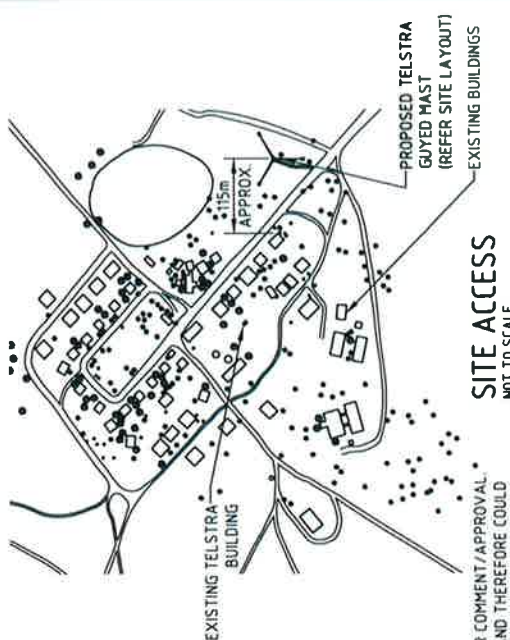 115m
APPROX.
PROPOSED TELSTRA
GUYED MAST
(REFER SITE LAYOUT)
EXISTING BUILDINGS
EXISTING TELSTRA
BUILDING
SITE ACCESS
NOT TO SCALE
COMMENT/APPROVAL.
ND THEREFORE COULD